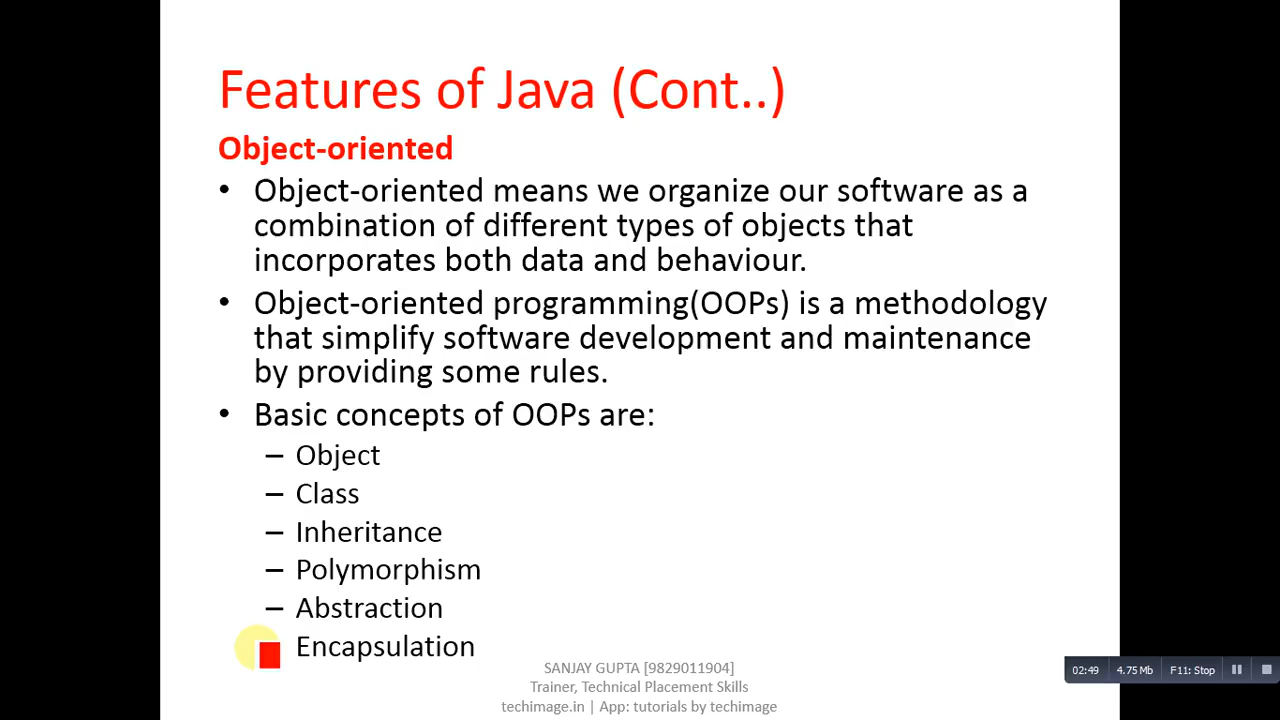 Features of Java (Cont..)
Object-oriented
• Object-oriented means we organize our software as a
combination of different types of objects that
incorporates both data and behaviour.
• Object-oriented programming(OOPs) is a methodology
that simplify software development and maintenance
by providing some rules.
• Basic concepts of OOPs are:
– Object
– Class
– Inheritance
– Polymorphism
– Abstraction
Encapsulation
SANJAY GUPTA [9829011904]
Trainer, Technical Placement Skills
techimage.in | App: tutorials by techimage
02:49 4.75 Mb F11: Stop